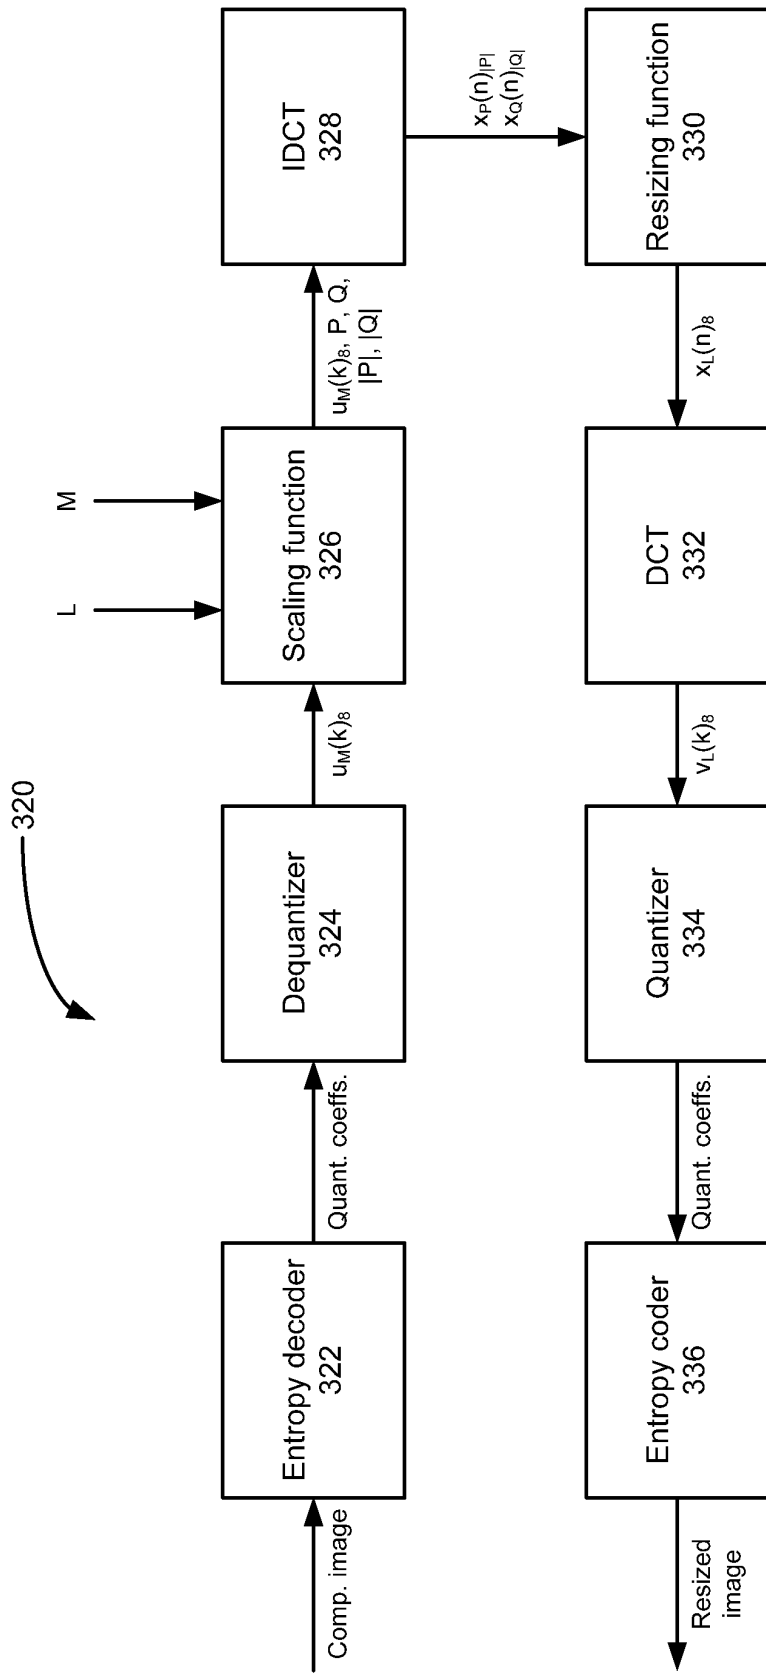 320
L
M
Comp. image
Entropy decoder
322
Quant. coeffs.
Dequantizer
324
u_M(k)_8
Scaling function
326
u_M(k)_8, P, Q,
|P|, |Q|
IDCT
328
x_P(n)_|P|
x_Q(n)_|Q|
Resizing function
330
x_L(n)_8
DCT
332
v_L(k)_8
Quantizer
334
Quant. coeffs.
Entropy coder
336
Resized
image